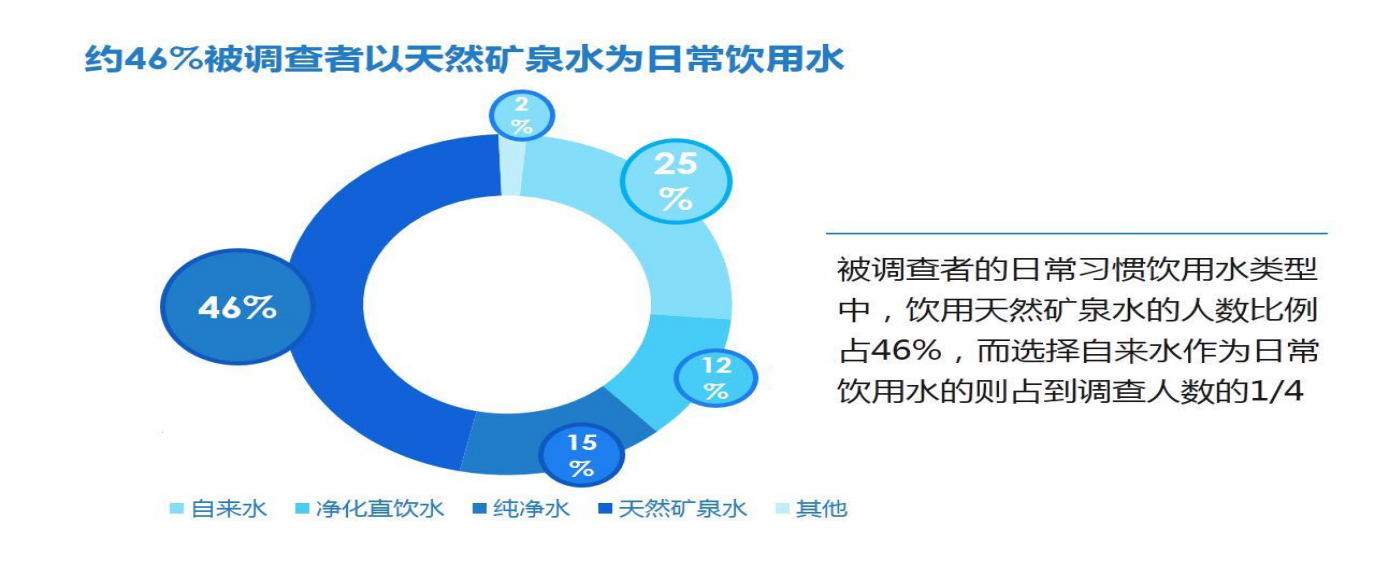 约46%被调查者以天然矿泉水为日常饮用水
2
%
25
%
46%
12
%
15
%
自来水 净化直饮水 纯净水 天然矿泉水 其他
被调查者的日常习惯饮用水类型
中，饮用天然矿泉水的人数比例
占46%，而选择自来水作为日常
饮用水的则占到调查人数的1/4